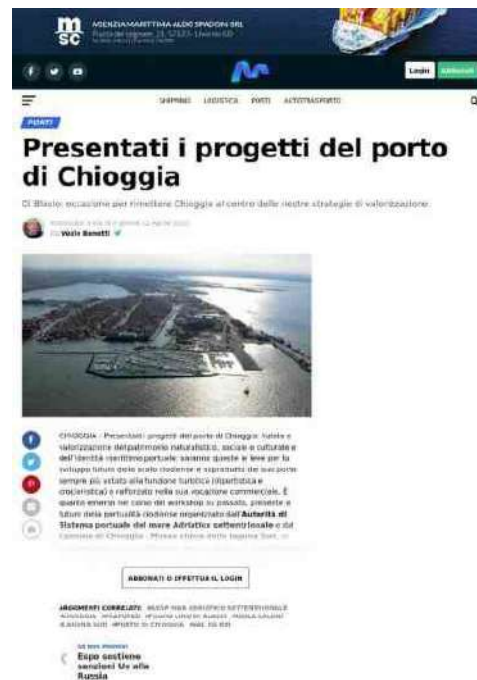 msc
AGENZIA MARITTIMA ALDO SPADONI SRL
Login
Abbonati
SHIPPING LOGISTICA PORTI AUTOTRASPORTO
PORTI
Presentati i progetti del porto
di Chioggia
Di Blasio: occasione per rimettere Chioggia al centro delle nostre strategie di valorizzazione
Vezio Benetti
CHIOGGIA - Presentati i progetti del porto di Chioggia: tutela e
valorizzazione del patrimonio naturalistico, sociale e culturale e
dell'identità marittimo portuale: saranno queste le leve per lo
sviluppo futuro dello scalo clodiense e soprattutto del suo porto
sempre più votato alla funzione turistica (diportistica e
crocieristica) e rafforzato nella sua vocazione commerciale. È
quanto emerso nel corso del workshop su passato, presente e
futuro della portualità clodiense organizzato dall'Autorità di
Sistema portuale del mare Adriatico settentrionale e dal
Comune di Chioggia - Museo civico della laguna Sud, in
ABBONATI O EFFETTUA IL LOGIN
ARGOMENTI CORRELATI:
Espo sostiene
sanzioni Ue alla
Russia